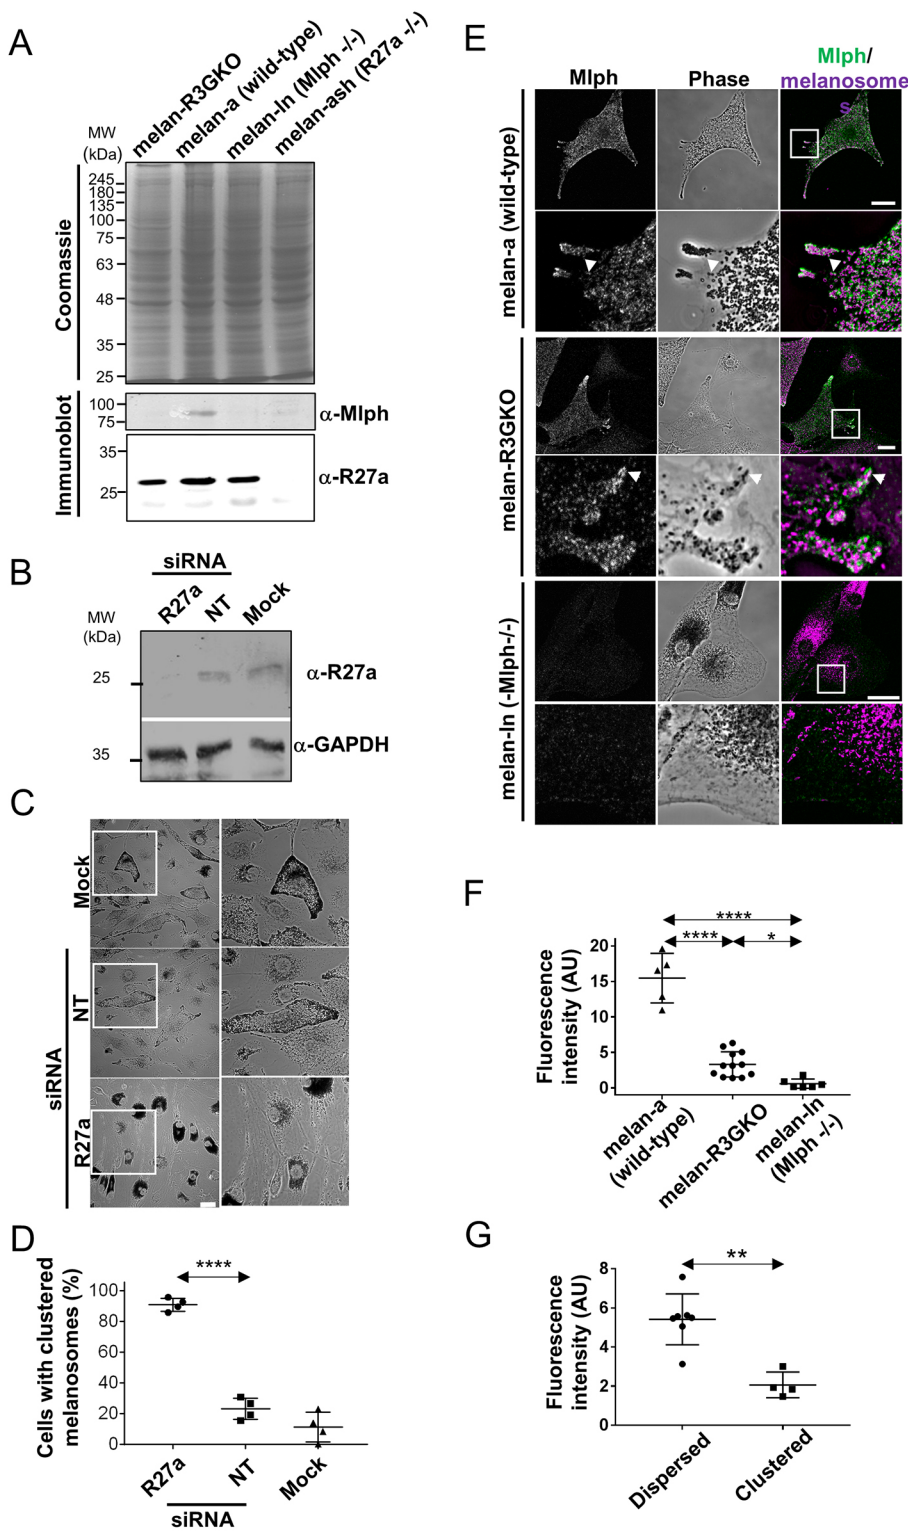 A
melan-R3GKO
melan-a (wild-type)
melan-ln (Mlph -/-)
melan-ash (R27a -/-)
MW
(kDa)
Coomassie
245
180
135
100
75
63
48
35
25
Immunoblot
100
75
α-Mlph
35
25
α-R27a
B
siRNA
R27a
NT
Mock
MW
(kDa)
25
α-R27a
35
α-GAPDH
C
Mock
siRNA
NT
R27a
D
Cells with clustered
melanosomes (%)
100
80
60
40
20
0
****
R27a
NT
Mock
siRNA
E
Mlph
Phase
Mlph/
melanosome
s
melan-a (wild-type)
melan-R3GKO
melan-ln (-Mlph-/-)
F
Fluorescence
intensity (AU)
20
15
10
5
0
****
****
*
melan-a
(wild-type)
melan-R3GKO
melan-ln
(Mlph -/-)
G
Fluorescence
intensity (AU)
8
6
4
2
0
**
Dispersed
Clustered